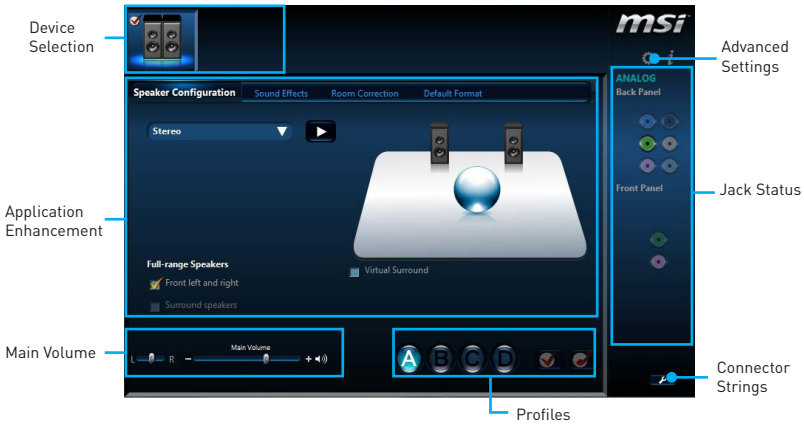 Device
Selection
msi
Advanced
Settings
ANALOG
Back Panel
Speaker Configuration
Sound Effects
Room Correction
Default Format
Stereo
Jack Status
Front Panel
Application
Enhancement
Full-range Speakers
Front left and right
Surround speakers
Virtual Surround
Main Volume
Main Volume
L
R
A
B
C
D
Connector
Strings
Profiles